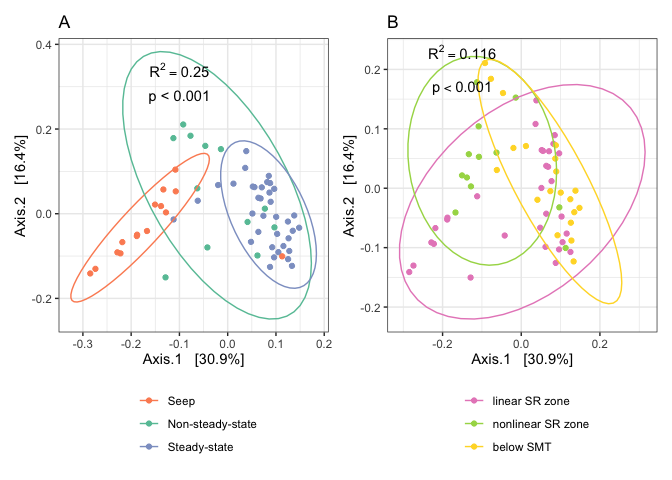 A
R² = 0.25
p < 0.001
0.4
0.2
0.0
-0.2
Axis.2 [16.4%]
-0.3 -0.2 -0.1 0.0 0.1 0.2
Axis.1 [30.9%]
Seep
Non-steady-state
Steady-state
B
R² = 0.116
p < 0.001
0.2
0.1
0.0
-0.1
-0.2
Axis.2 [16.4%]
-0.2 0.0 0.2
Axis.1 [30.9%]
linear SR zone
nonlinear SR zone
below SMT